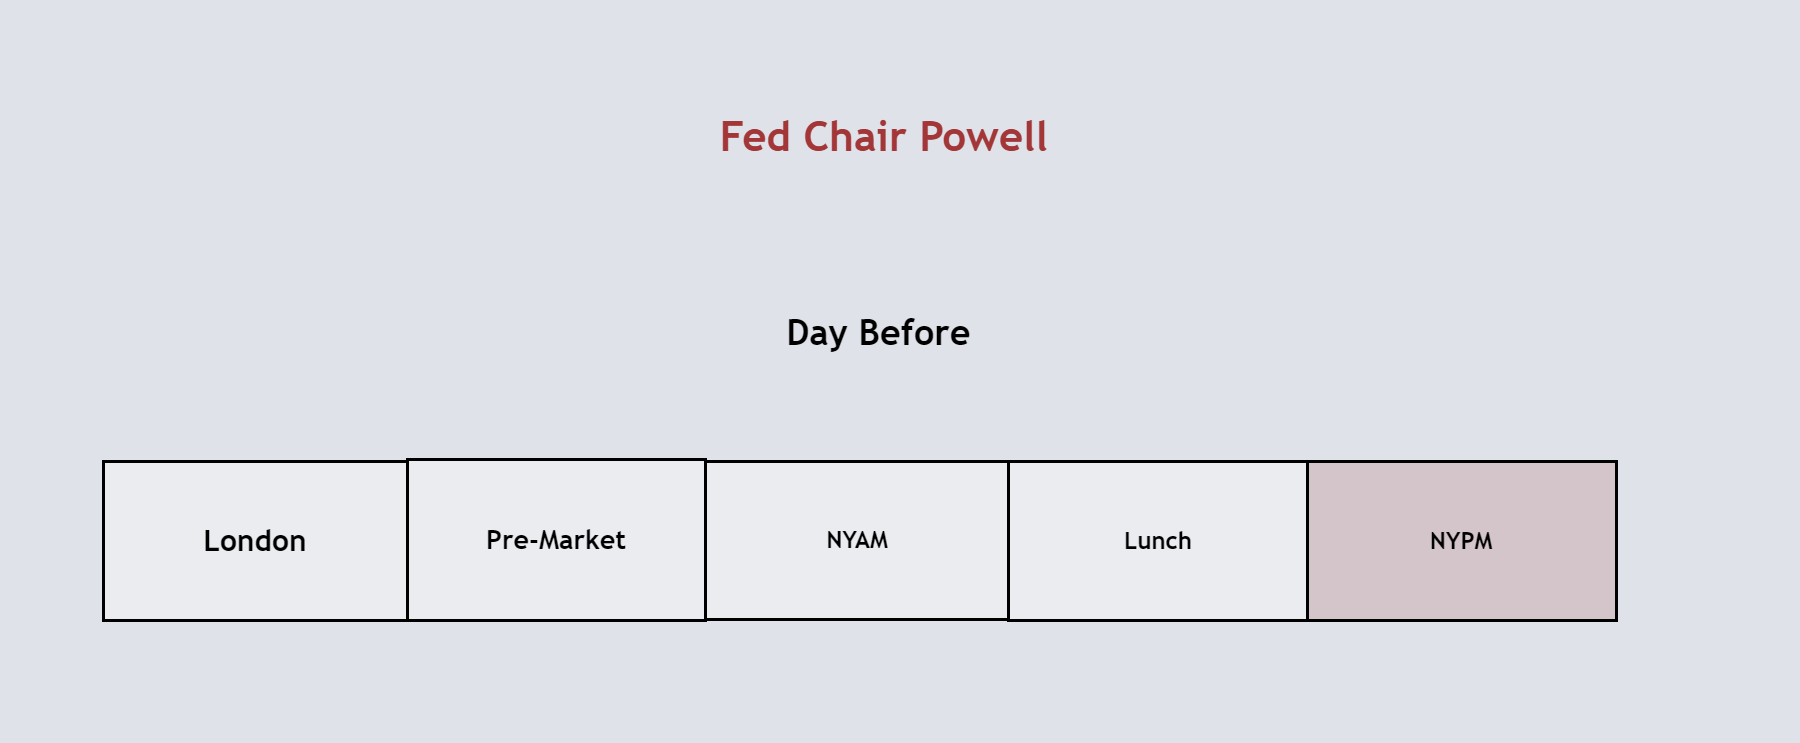 Fed Chair Powell
Day Before
London
Pre-Market
NYAM
Lunch
NYPM